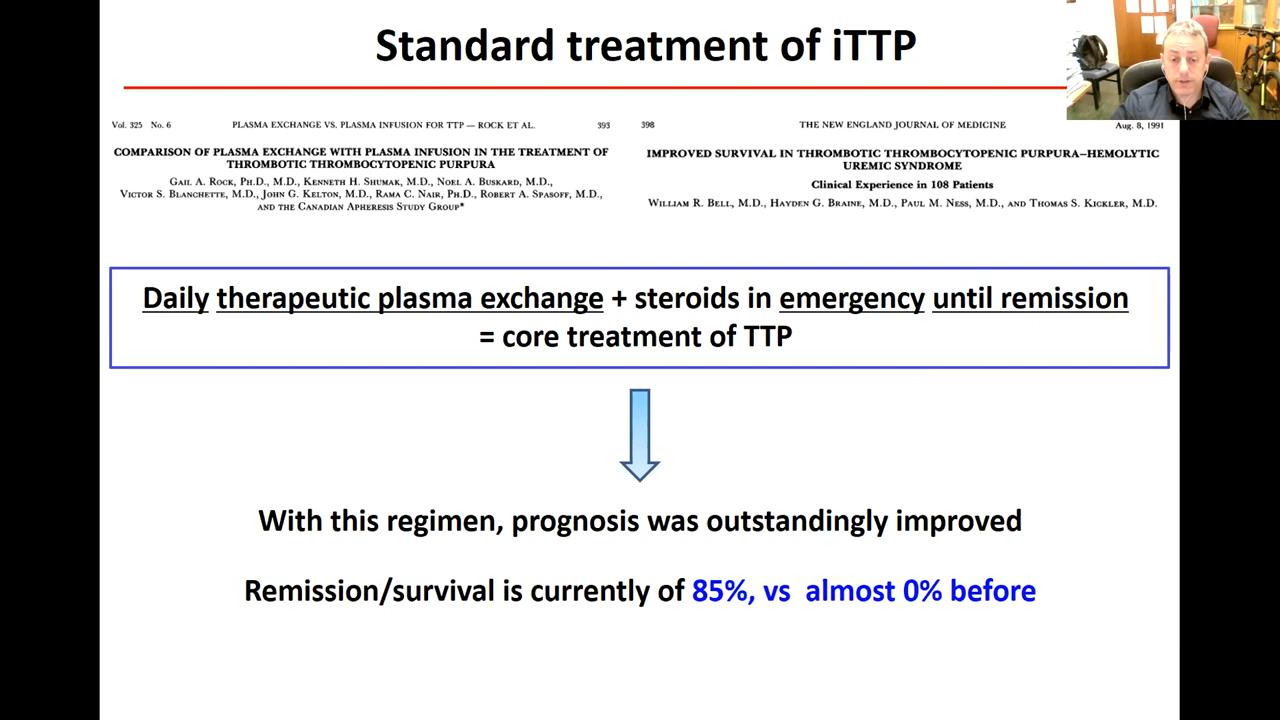 Standard treatment of iTTP
Vol. 325 No. 6 PLASMA EXCHANGE VS. PLASMA INFUSION FOR TTP — ROCK ET AL. 393
COMPARISON OF PLASMA EXCHANGE WITH PLASMA INFUSION IN THE TREATMENT OF
THROMBOTIC THROMBOCYTOPENIC PURPURA
GAIL A. ROCK, PH.D., M.D., KENNETH H. SHUMAK, M.D., NOEL A. BUSKARD, M.D.,
VICTOR S. BLANCHETTE, M.D., JOHN G. KELTON, M.D., RAMA C. NAIR, PH.D., ROBERT A. SPASOFF, M.D.,
AND THE CANADIAN APHERESIS STUDY GROUP*
398 THE NEW ENGLAND JOURNAL OF MEDICINE Aug. 8, 1991
IMPROVED SURVIVAL IN THROMBOTIC THROMBOCYTOPENIC PURPURA–HEMOLYTIC
UREMIC SYNDROME
Clinical Experience in 108 Patients
WILLIAM R. BELL, M.D., HAYDEN G. BRAINE, M.D., PAUL M. NESS, M.D., AND THOMAS S. KICKLER, M.D.
Daily therapeutic plasma exchange + steroids in emergency until remission
= core treatment of TTP
With this regimen, prognosis was outstandingly improved
Remission/survival is currently of 85%, vs almost 0% before